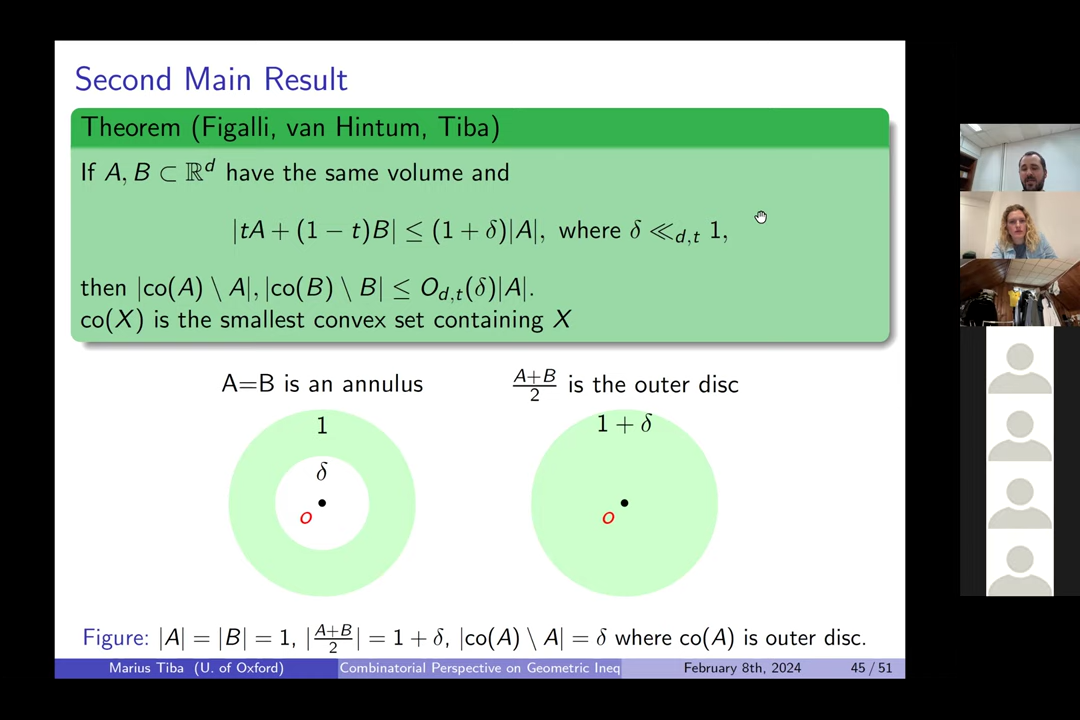 Second Main Result
Theorem (Figalli, van Hintum, Tiba)
If A, B ⊂ ℝ^d have the same volume and
|tA + (1 − t)B| ≤ (1 + δ)|A|, where δ ≪_{d,t} 1,
then |co(A) \ A|, |co(B) \ B| ≤ O_{d,t}(δ)|A|.
co(X) is the smallest convex set containing X
A=B is an annulus
1
δ
o
\frac{A+B}{2} is the outer disc
1 + δ
o
Figure: |A| = |B| = 1, |\frac{A+B}{2}| = 1 + δ, |co(A) \ A| = δ where co(A) is outer disc.
Marius Tiba (U. of Oxford) Combinatorial Perspective on Geometric Ineq February 8th, 2024 45 / 51